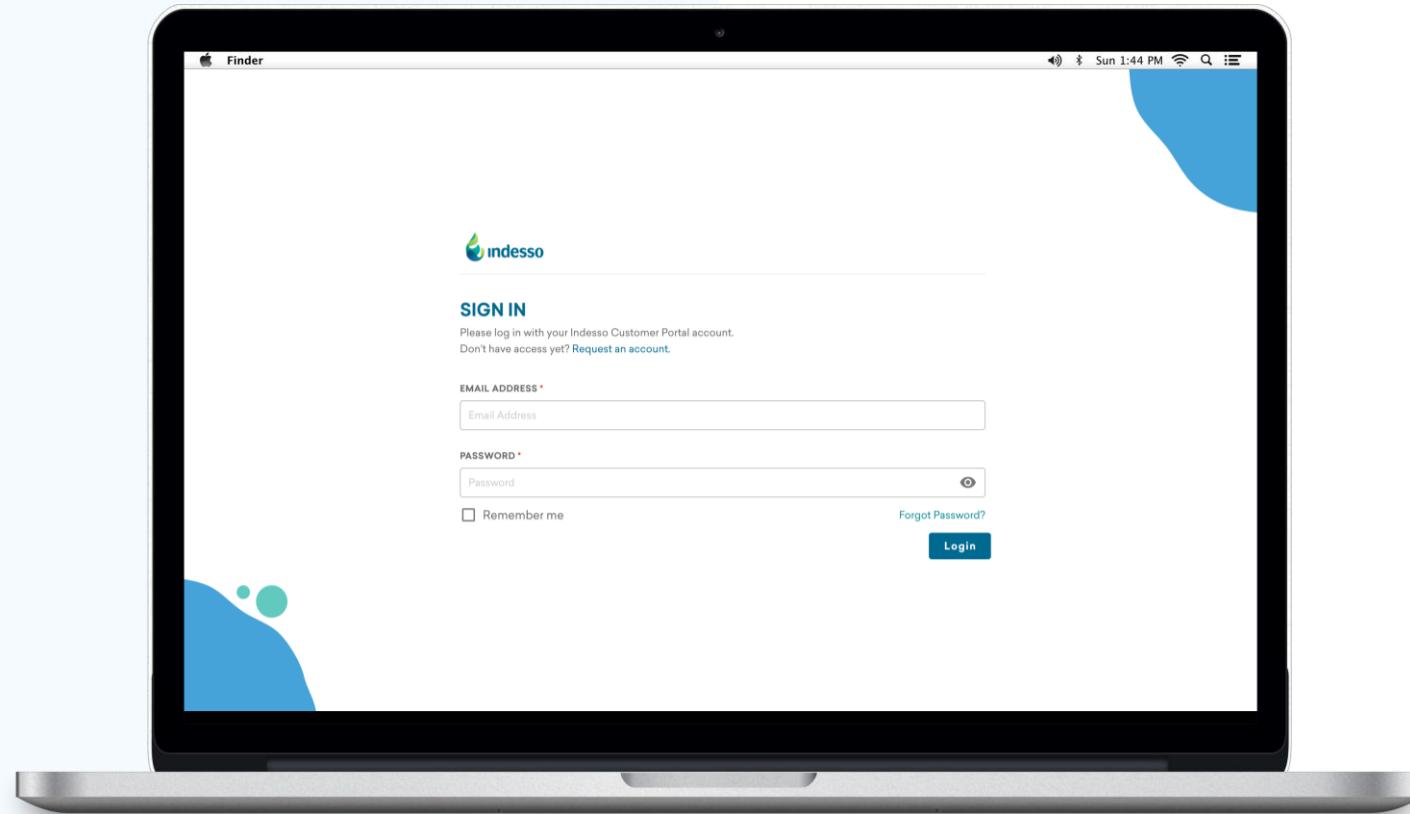 Finder
Sun 1:44 PM
indesso
SIGN IN
Please log in with your Indesso Customer Portal account.
Don't have access yet? Request an account.
EMAIL ADDRESS *
Email Address
PASSWORD *
Password
Remember me
Forgot Password?
Login